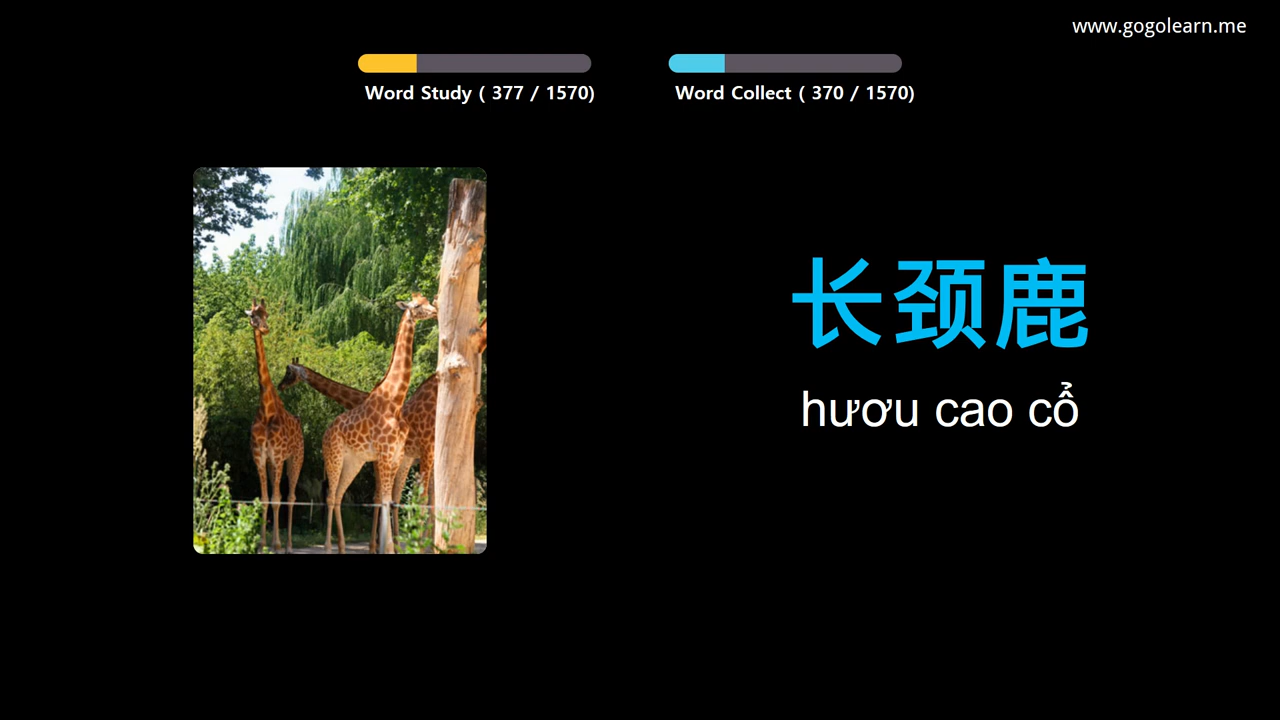 www.gogolearn.me
Word Study ( 377 / 1570)
Word Collect ( 370 / 1570)
长颈鹿
hươu cao cổ